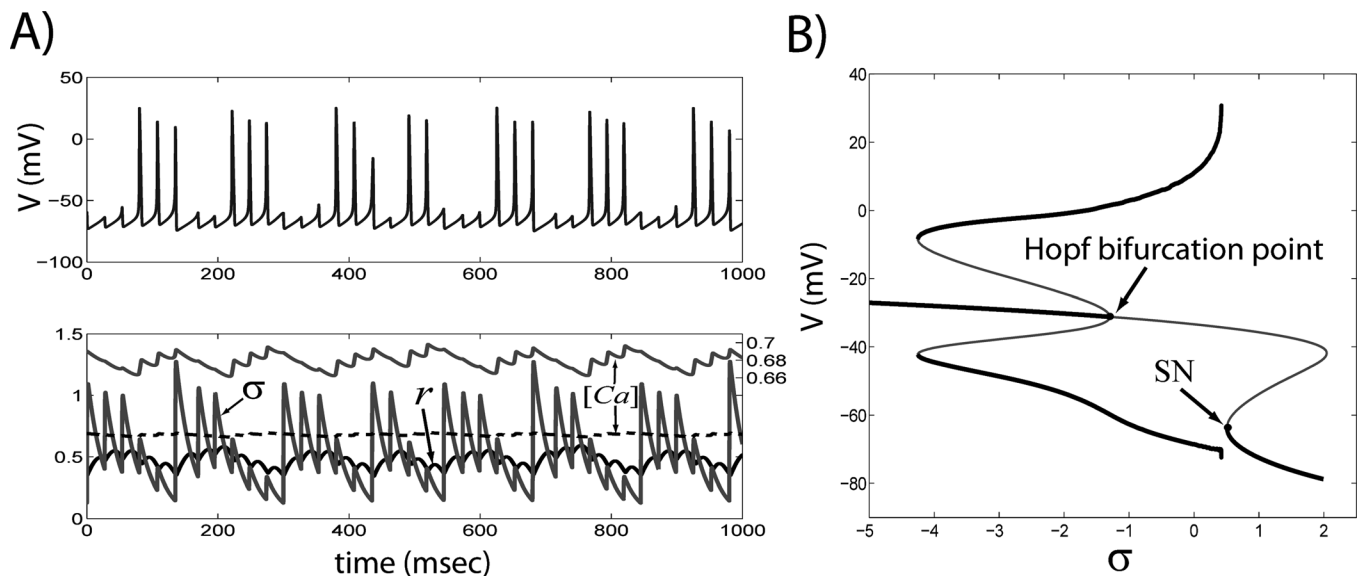 A)
V (mV)
50
0
−50
−100
0 200 400 600 800 1000
1.5
1
0.5
0
σ
r
[Ca]
0.7
0.68
0.66
0 200 400 600 800 1000
time (msec)
B)
V (mV)
40
20
0
−20
−40
−60
−80
Hopf bifurcation point
SN
−5 −4 −3 −2 −1 0 1 2
σ